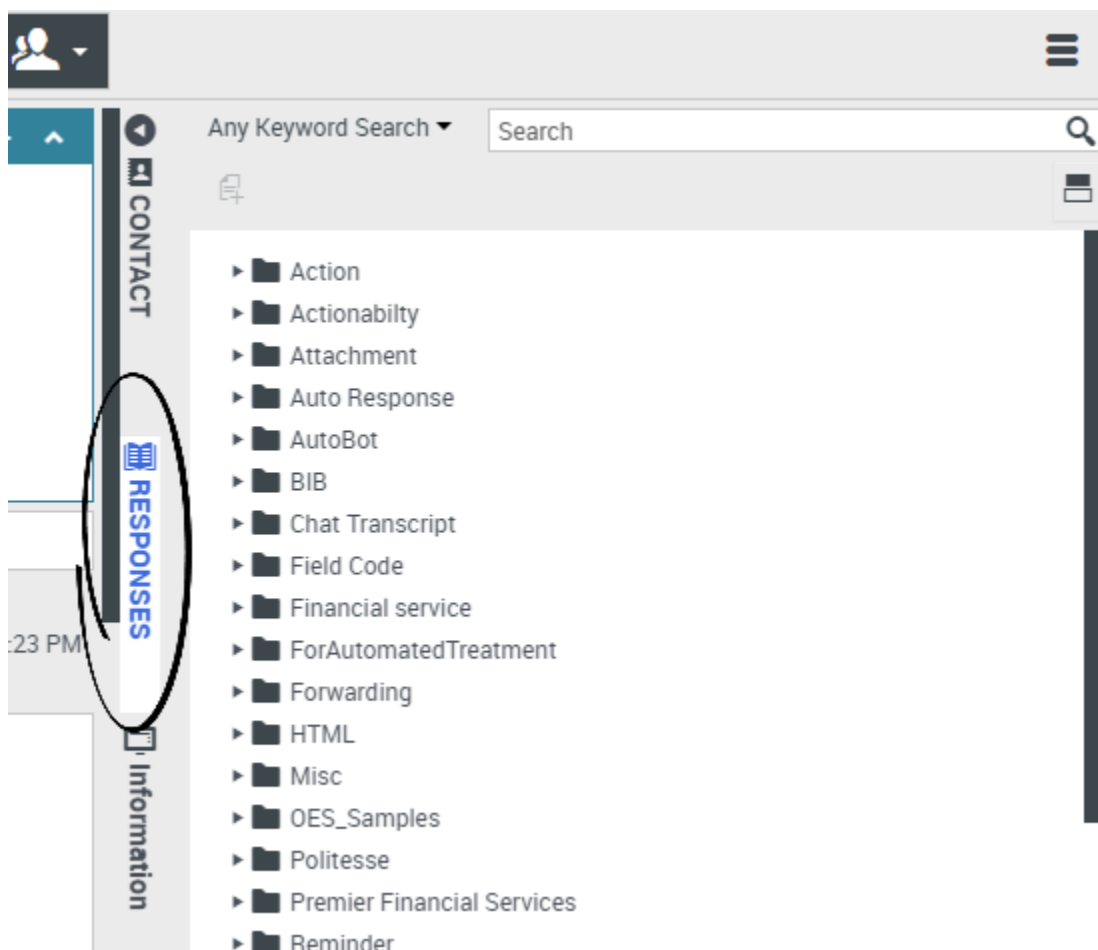 Any Keyword Search
Search
CONTACT
RESPONSES
Information
:23 PM
Action
Actionabilty
Attachment
Auto Response
AutoBot
BIB
Chat Transcript
Field Code
Financial service
ForAutomatedTreatment
Forwarding
HTML
Misc
OES_Samples
Politesse
Premier Financial Services
Reminder